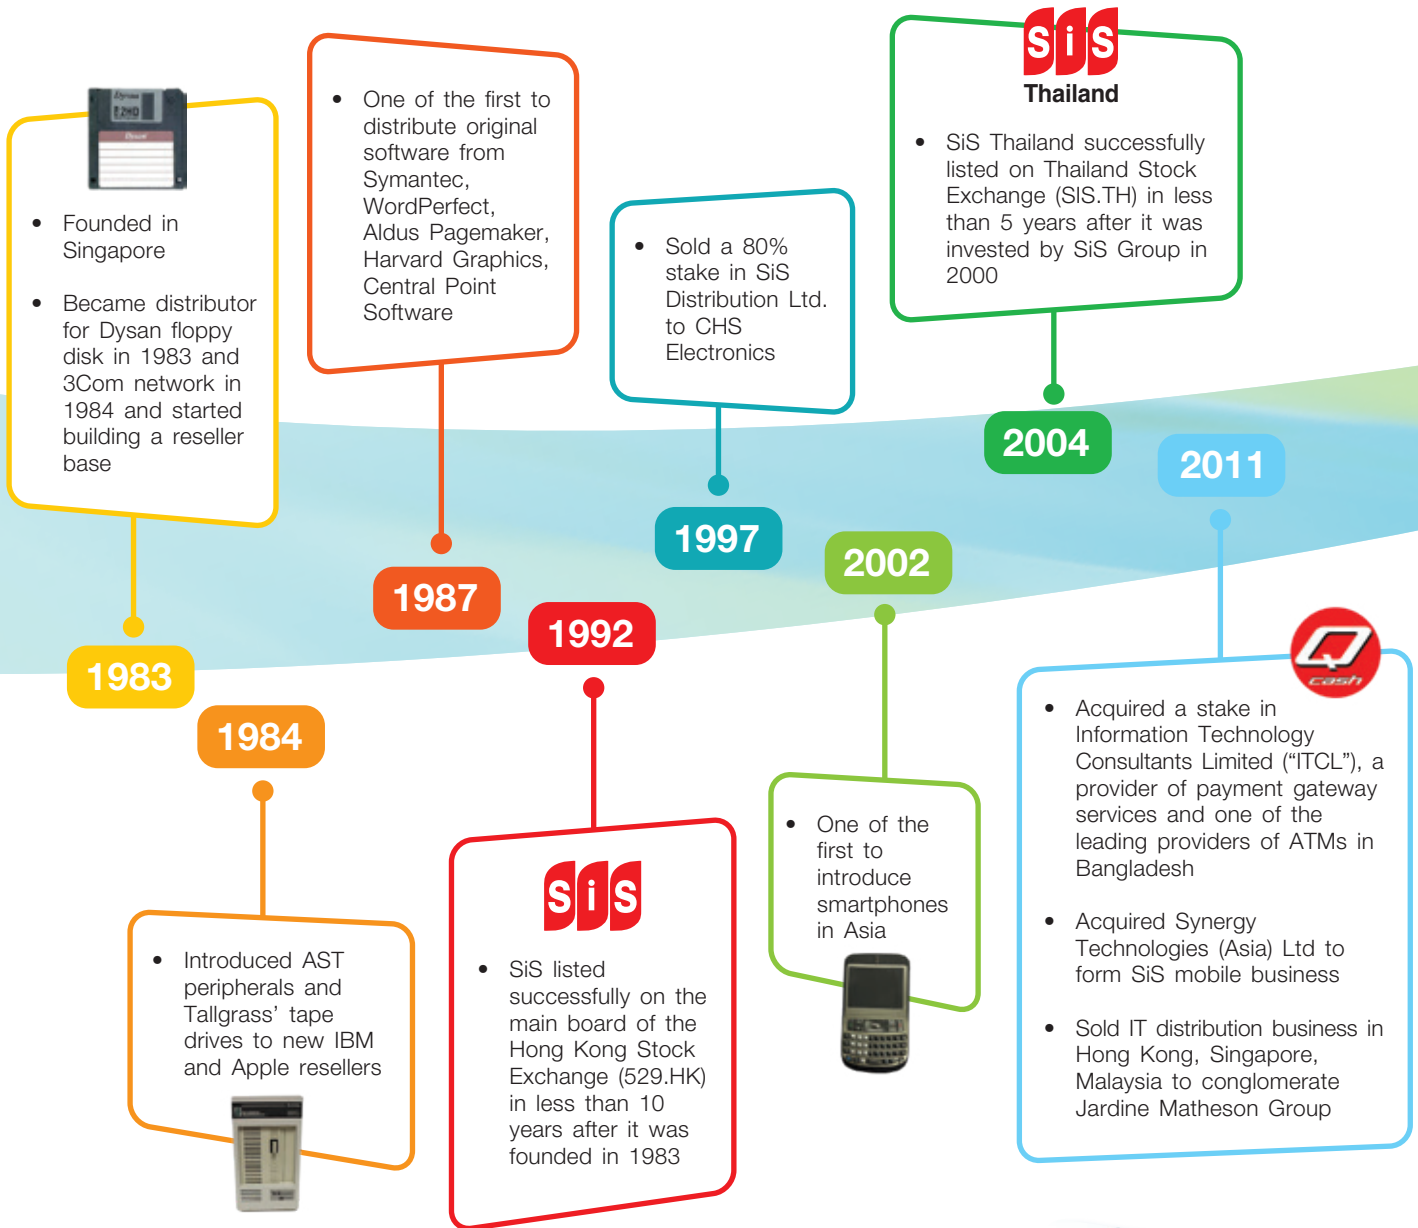 Dysan
2HD
Dysan
• Founded in
Singapore
• Became distributor
for Dysan floppy
disk in 1983 and
3Com network in
1984 and started
building a reseller
base
1983
1984
• Introduced AST
peripherals and
Tallgrass’ tape
drives to new IBM
and Apple resellers
• One of the first to
distribute original
software from
Symantec,
WordPerfect,
Aldus Pagemaker,
Harvard Graphics,
Central Point
Software
1987
1992
SiS
• SiS listed
successfully on the
main board of the
Hong Kong Stock
Exchange (529.HK)
in less than 10
years after it was
founded in 1983
• Sold a 80%
stake in SiS
Distribution Ltd.
to CHS
Electronics
1997
2002
• One of the
first to
introduce
smartphones
in Asia
SiS
Thailand
• SiS Thailand successfully
listed on Thailand Stock
Exchange (SIS.TH) in less
than 5 years after it was
invested by SiS Group in
2000
2004
2011
Q
cash
• Acquired a stake in
Information Technology
Consultants Limited (“ITCL”), a
provider of payment gateway
services and one of the
leading providers of ATMs in
Bangladesh
• Acquired Synergy
Technologies (Asia) Ltd to
form SiS mobile business
• Sold IT distribution business in
Hong Kong, Singapore,
Malaysia to conglomerate
Jardine Matheson Group